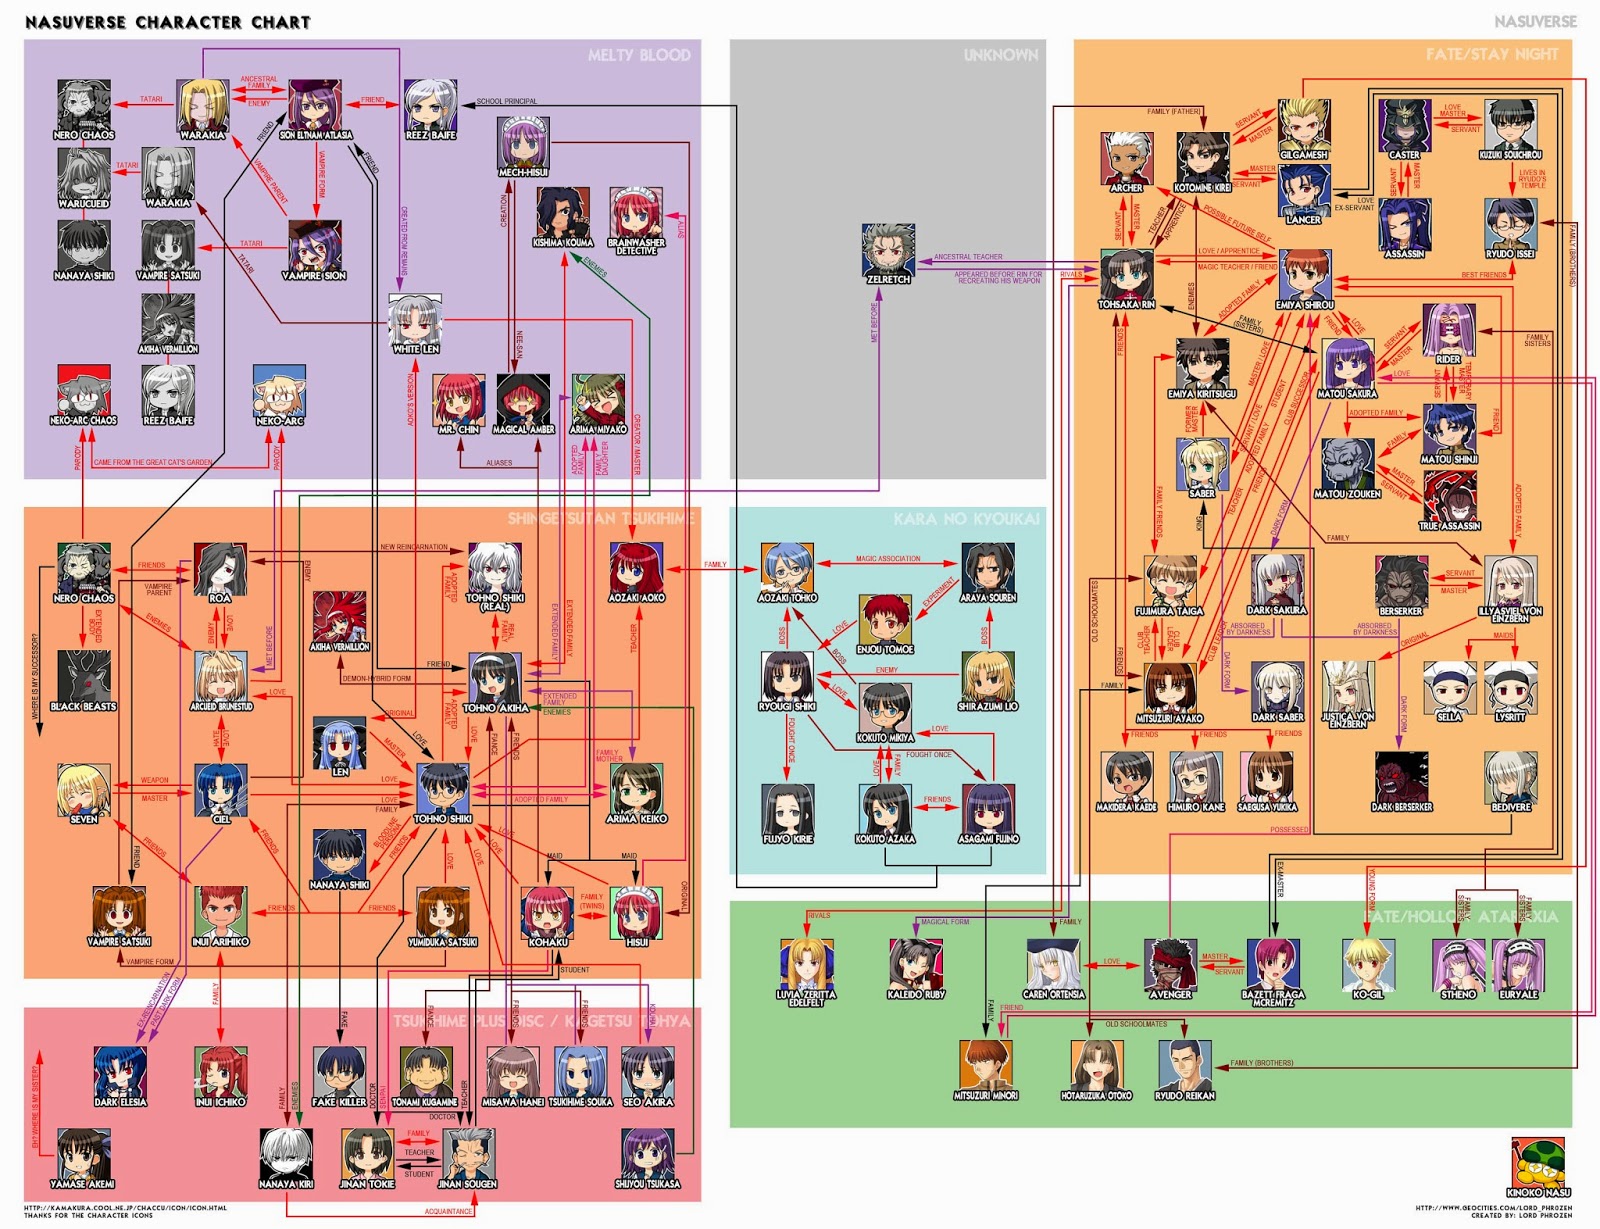 NASUVERSE CHARACTER CHART
NASUVERSE
MELTY BLOOD
UNKNOWN
FATE/STAY NIGHT
NERO CHAOS
TATARI
WARAKIA
ANCESTRAL
FAMILY
ENEMY
SION ELTNAM ATLASIA
FRIEND
REEZ BAIFE
SCHOOL PRINCIPAL
MECH-HISUI
FRIEND
FRIEND
VAMPIRE PARENT
VAMPIRE FORM
WARUCUEID
TATARI
WARAKIA
CREATED FROM REMAINS
CREATION
KISHIMA KOUMA
BRAINWASHER
DETECTIVE
ALIAS
ENEMIES
NANAYA SHIKI
VAMPIRE SATSUKI
TATARI
VAMPIRE SION
TATARI
AKIHA VERMILLION
WHITE LEN
NEE-SAN
NEKO-ARC CHAOS
REEZ BAIFE
NEKO-ARC
AOKO'S VERSION
MR. CHIN
MAGICAL AMBER
ARIMA MIYAKO
ALIASES
ADOPTED
FAMILY
FAMILY
DAUGHTER
CREATOR / MASTER
PARODY
CAME FROM THE GREAT CAT'S GARDEN
PARODY
ZELRETCH
ANCESTRAL TEACHER
APPEARED BEFORE RIN FOR
RECREATING HIS WEAPON
MET BEFORE
FAMILY (FATHER)
ARCHER
KOTOMINE KIREI
SERVANT
MASTER
GILGAMESH
MASTER
SERVANT
LANCER
CASTER
LOVE
MASTER
SERVANT
KUZUKI SOUICHIROU
LOVE
EX-SERVANT
SERVANT
MASTER
LIVES IN
RYUDO'S
TEMPLE
ASSASSIN
RYUDO ISSEI
FAMILY (BROTHERS)
SERVANT
MASTER
TEACHER
APPRENTICE
POSSIBLE FUTURE SELF
LOVE / APPRENTICE
MAGIC TEACHER / FRIEND
RIVALS
TOHSAKA RIN
ENEMIES
ADOPTED FAMILY
EMIYA SHIROU
BEST FRIENDS
FAMILY
(SISTERS)
FRIEND
LOVE
SERVANT
MASTER
RIDER
FAMILY
SISTERS
FRIENDS
EMIYA KIRITSUGU
MASTER / LOVE
STUDENT
MATOU SAKURA
LOVE
SERVANT
TEMPORARY
MASTER
ADOPTED FAMILY
FAMILY
MATOU SHINJI
FRIEND
FORMER
MASTER
SERVANT / LOVE
ADOPTED FAMILY
CLUB SUCCESSOR
FRIENDS
TEACHER
SABER
MATOU ZOUKEN
MASTER
SERVANT
TRUE ASSASSIN
ADOPTED FAMILY
FAMILY FRIENDS
KING
DARK FORM
FAMILY
SHINGETSUTAN TSUKIHIME
KARA NO KYOUKAI
NERO CHAOS
FRIENDS
ROA
VAMPIRE
PARENT
NEW REINCARNATION
ENEMY
TOHNO SHIKI
(REAL)
ADOPTED
FAMILY
AOZAKI AOKO
FAMILY
AOZAKI TOHKO
MAGIC ASSOCIATION
ARAYA SOUREN
EXPERIMENT
ENJOU TOMOE
LOVE
BOSS
BOSS
BOSS
OLD SCHOOLMATES
FUJIMURA TAIGA
DARK SAKURA
BERSERKER
SERVANT
MASTER
ILLYASVIEL VON
EINZBERN
EXTENDED
BODY
ENEMIES
ENEMY
LOVE
MET BEFORE
AKIHA VERMILLION
DEMON-HYBRID FORM
REAL
FAMILY
EXTENDED FAMILY
EXTENDED FAMILY
TEACHER
FRIEND
TOHNO AKIHA
EXTENDED
FAMILY
ENEMIES
WHERE IS MY SUCCESSOR?
BLACK BEASTS
ARCUEID BRUNESTUD
LOVE
RYOUGI SHIKI
ENEMY
SHIRAZUMI LIO
LOVE
KOKUTO MIKIYA
CLUB
LEADER
CLUB LEADER
ABSORBED
BY DARKNESS
ABSORBED
BY DARKNESS
ORIGINAL
MAIDS
FRIENDS
FAMILY
MITSUZURI AYAKO
DARK FORM
DARK SABER
JUSTICA VON
EINZBERN
DARK FORM
SELLA
LYSRITT
ORIGINAL
LEN
MASTER
LOVE
ADOPTED
FAMILY
LOVE
FIANCE
FRIENDS
FAMILY
MOTHER
FOUGHT ONCE
FOUGHT ONCE
LOVE
HATE
LOVE
SEVEN
WEAPON
MASTER
CIEL
LOVE
LOVE
FAMILY
TOHNO SHIKI
ADOPTED FAMILY
ARIMA KEIKO
FUJYO KIRIE
LOVE
FAMILY
KOKUTO AZAKA
FRIENDS
ASAGAMI FUJINO
FRIENDS
FRIENDS
FRIENDS
MAKIDERA KAEDE
HIMURO KANE
SAEGUSA YUKIKA
DARK BERSERKER
BEDIVERE
POSSESSED
FRIENDS
FRIEND
FRIENDS
NANAYA SHIKI
BLOODLINE
PERSONA
FRIENDS
LOVE
LOVE
LOVE
MAID
MAID
VAMPIRE SATSUKI
INUI ARIHIKO
FRIENDS
FRIENDS
YUMIDUKA SATSUKI
KOHAKU
FAMILY
(TWINS)
HISUI
ORIGINAL
VAMPIRE FORM
STUDENT
EX-MASTER
YOUNG FORM
FAMILY
SISTERS
FAMILY
SISTERS
FATE/HOLLOW ATARAXIA
RIVALS
MAGICAL FORM
FAMILY
LUVIA ZERITTA
EDELFELT
KALEIDO RUBY
CAREN ORTENSIA
LOVE
AVENGER
MASTER
SERVANT
BAZETT FRAGA
MCREMITZ
KO-GIL
STHENO
EURYALE
EX-REINCARNATION
PAST DARK FORM
FAMILY
FAKE
FIANCE
FRIENDS
FRIENDS
KOUHAI
TSUKIHIME PLUS DISC / KAGETSU TOHYA
FAMILY
FRIEND
OLD SCHOOLMATES
FAMILY (BROTHERS)
MITSUZURI MINORI
HOTARUZUKA OTOKO
RYUDO REIKAN
DARK ELESIA
INUI ICHIKO
FAKE KILLER
TONAMI KUGAMINE
MISAWA HANEI
TSUKIHIME SOUKA
SEO AKIRA
EH? WHERE IS MY SISTER?
FAMILY
ENEMIES
DOCTOR
SENPAI
DOCTOR
TEACHER
YAMASE AKEMI
NANAYA KIRI
JINAN TOKIE
FAMILY
TEACHER
STUDENT
JINAN SOUGEN
SHIJYOU TSUKASA
ACQUAINTANCE
KINOKO NASU
HTTP://KAMAKURA.COOL.NE.JP/CHACCU/ICON/ICON.HTML
THANKS FOR THE CHARACTER ICONS
HTTP://WWW.GEOCITIES.COM/LORD_PHR0ZEN
CREATED BY: LORD PHROZEN